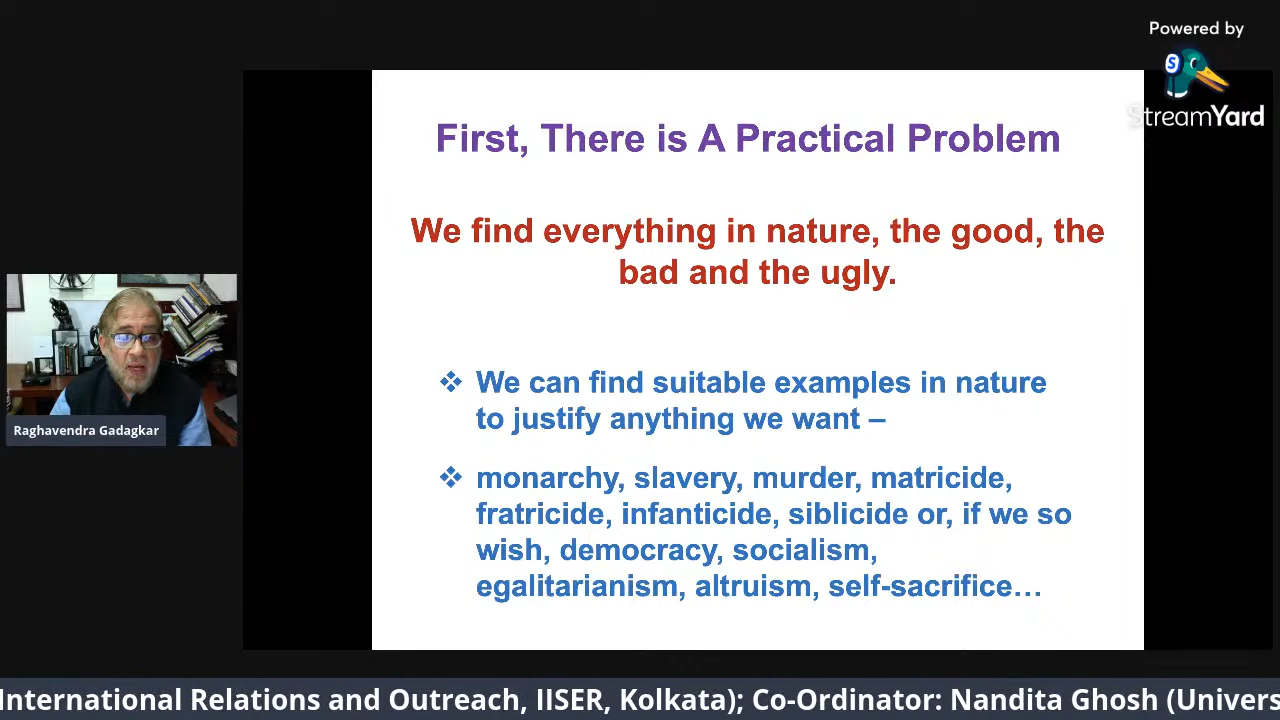 Powered by
StreamYard
First, There is A Practical Problem
We find everything in nature, the good, the
bad and the ugly.
❖ We can find suitable examples in nature
to justify anything we want –
❖ monarchy, slavery, murder, matricide,
fratricide, infanticide, siblicide or, if we so
wish, democracy, socialism,
egalitarianism, altruism, self-sacrifice…
Raghavendra Gadagkar
International Relations and Outreach, IISER, Kolkata); Co-Ordinator: Nandita Ghosh (Univers